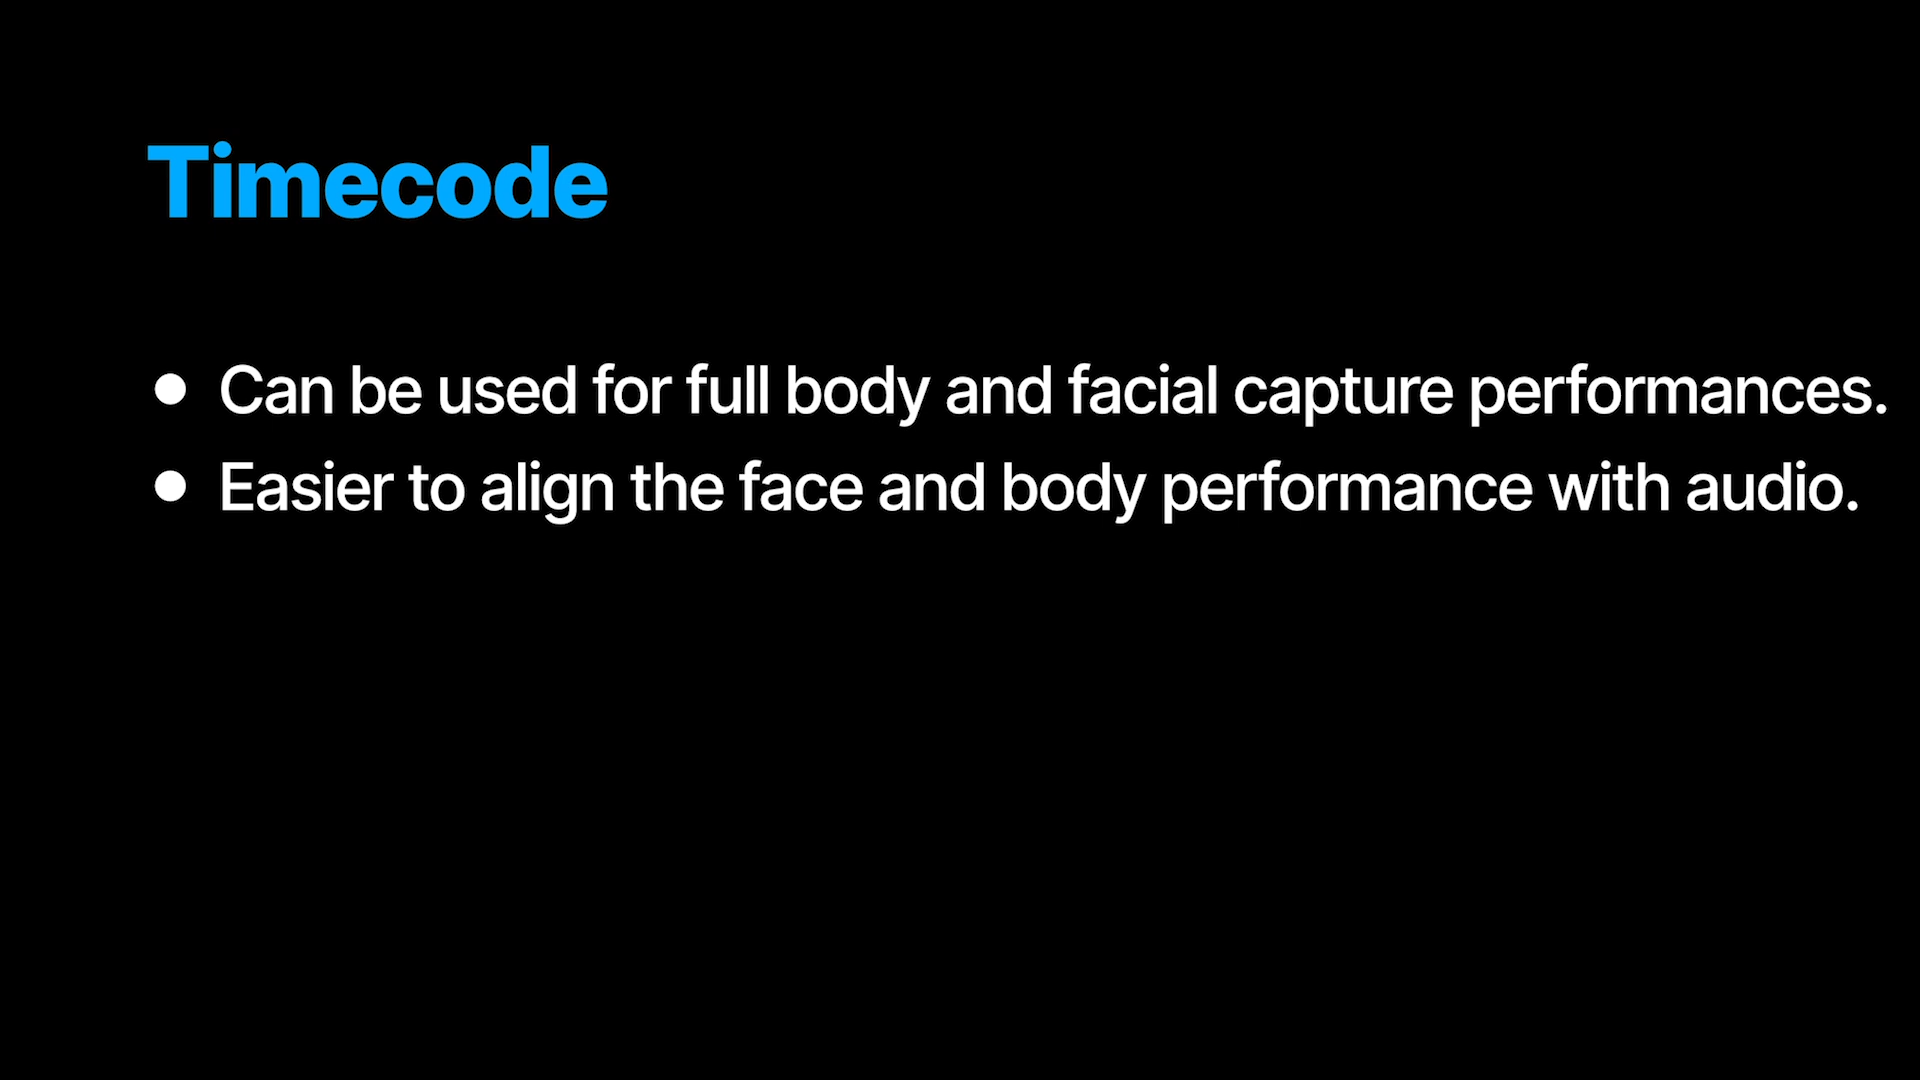 Timecode
● Can be used for full body and facial capture performances.
● Easier to align the face and body performance with audio.